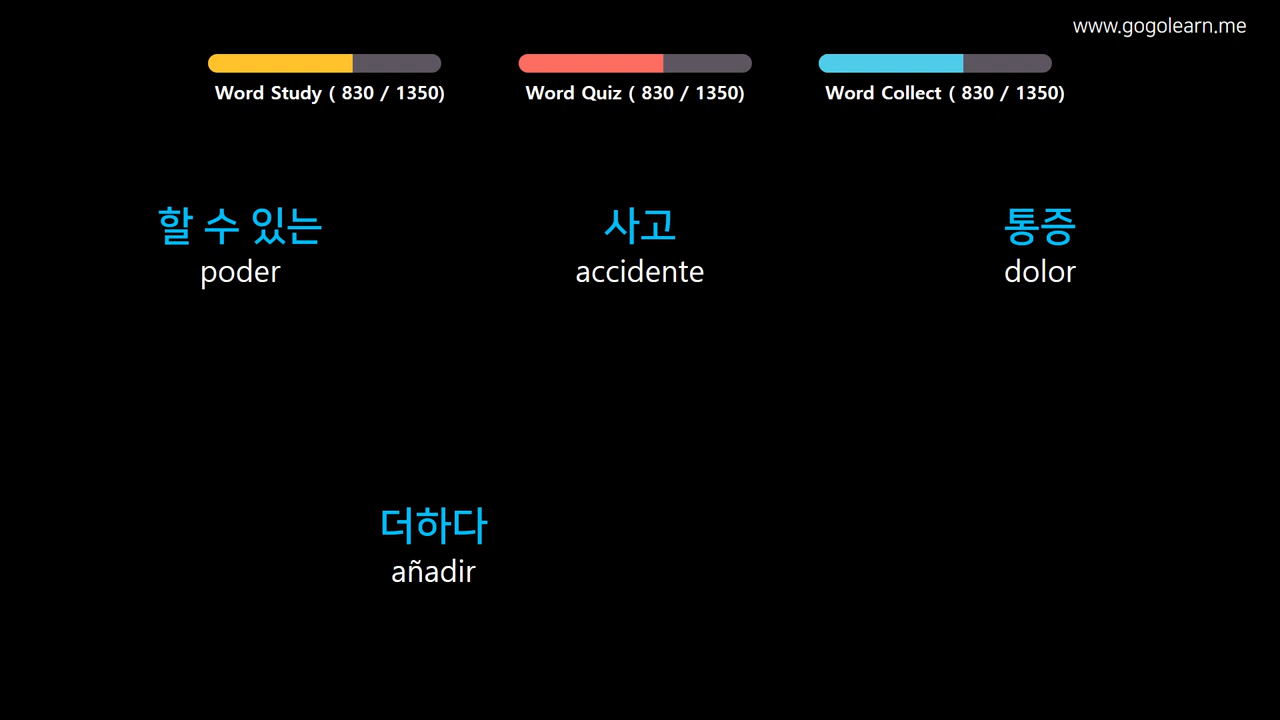 www.gogolearn.me
Word Study ( 830 / 1350)
Word Quiz ( 830 / 1350)
Word Collect ( 830 / 1350)
할 수 있는
poder
사고
accidente
통증
dolor
더하다
añadir